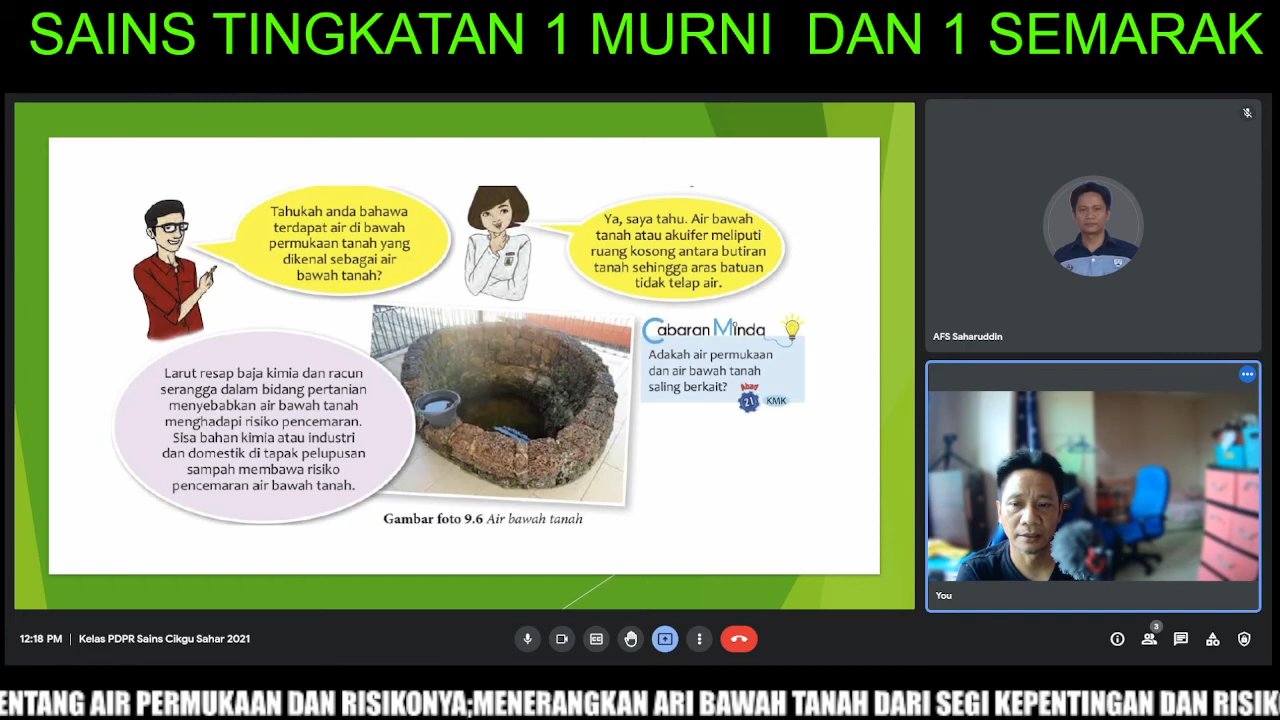 SAINS TINGKATAN 1 MURNI DAN 1 SEMARAK
Tahukah anda bahawa
terdapat air di bawah
permukaan tanah yang
dikenal sebagai air
bawah tanah?
Ya, saya tahu. Air bawah
tanah atau akuifer meliputi
ruang kosong antara butiran
tanah sehingga aras batuan
tidak telap air.
Cabaran Minda
Adakah air permukaan
dan air bawah tanah
saling berkait?
Abad
21
KMK
Larut resap baja kimia dan racun
serangga dalam bidang pertanian
menyebabkan air bawah tanah
menghadapi risiko pencemaran.
Sisa bahan kimia atau industri
dan domestik di tapak pelupusan
sampah membawa risiko
pencemaran air bawah tanah.
Gambar foto 9.6 Air bawah tanah
AFS Saharuddin
You
12:18 PM | Kelas PDPR Sains Cikgu Sahar 2021
3
ENTANG AIR PERMUKAAN DAN RISIKONYA;MENERANGKAN ARI BAWAH TANAH DARI SEGI KEPENTINGAN DAN RISIK